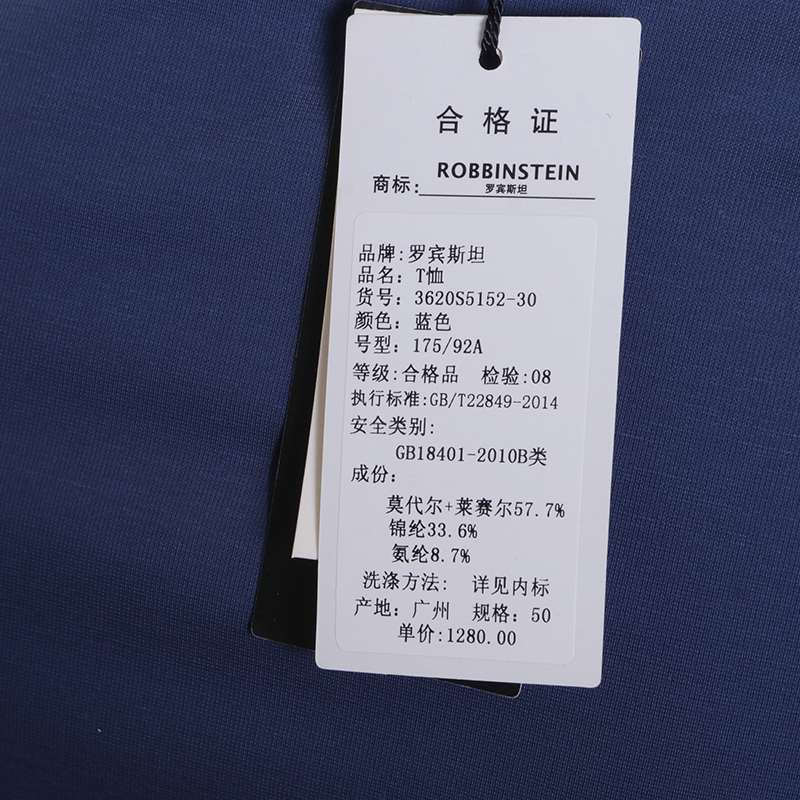 合格证
商标: ROBBINSTEIN
罗宾斯坦
品牌:罗宾斯坦
品名: T恤
货号: 3620S5152-30
颜色: 蓝色
号型: 175/92A
等级:合格品 检验:08
执行标准:GB/T22849-2014
安全类别:
GB18401-2010B类
成份:
莫代尔+莱赛尔57.7%
锦纶33.6%
氨纶8.7%
洗涤方法: 详见内标
产地: 广州 规格: 50
单价:1280.00